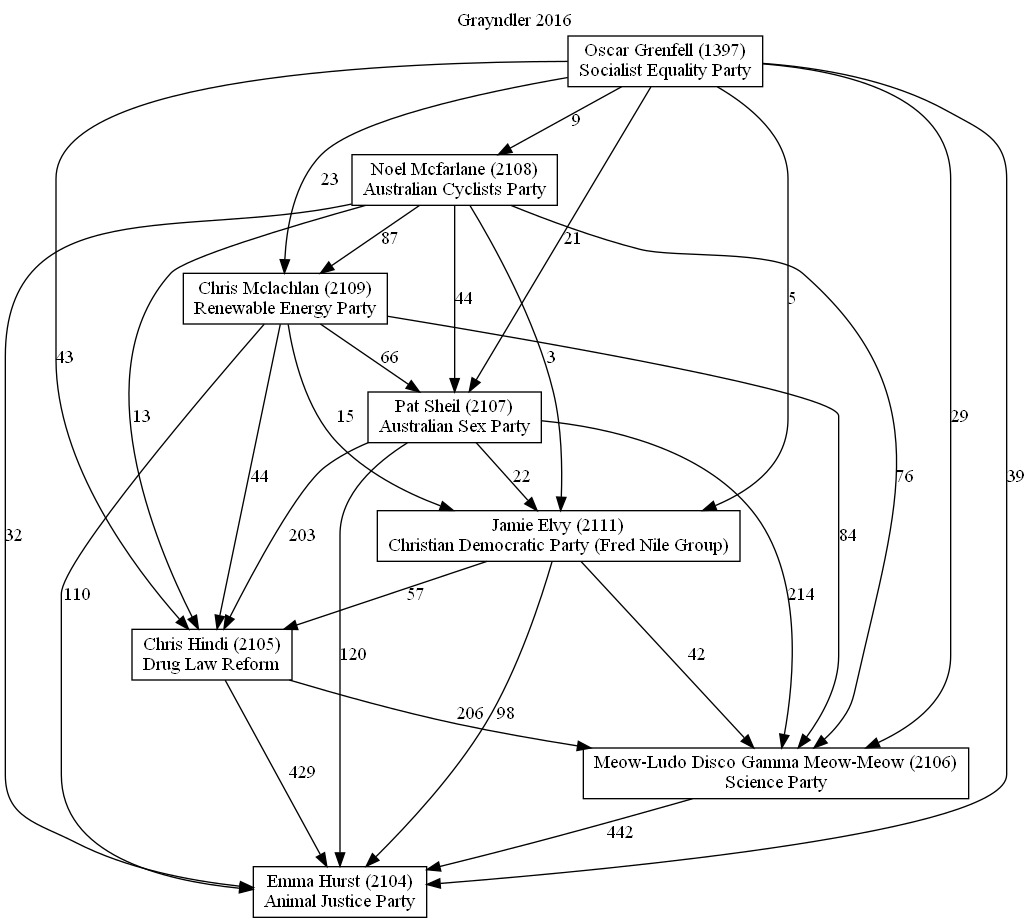 Grayndler 2016
Oscar Grenfell (1397)
Socialist Equality Party
9
Noel Mcfarlane (2108)
Australian Cyclists Party
23
87
21
Chris Mclachlan (2109)
Renewable Energy Party
44
5
43
66
3
13
15
Pat Sheil (2107)
Australian Sex Party
29
44
22
76
39
Jamie Elvy (2111)
Christian Democratic Party (Fred Nile Group)
32
203
84
110
57
214
Chris Hindi (2105)
Drug Law Reform
120
42
206
98
Meow-Ludo Disco Gamma Meow-Meow (2106)
Science Party
429
442
Emma Hurst (2104)
Animal Justice Party